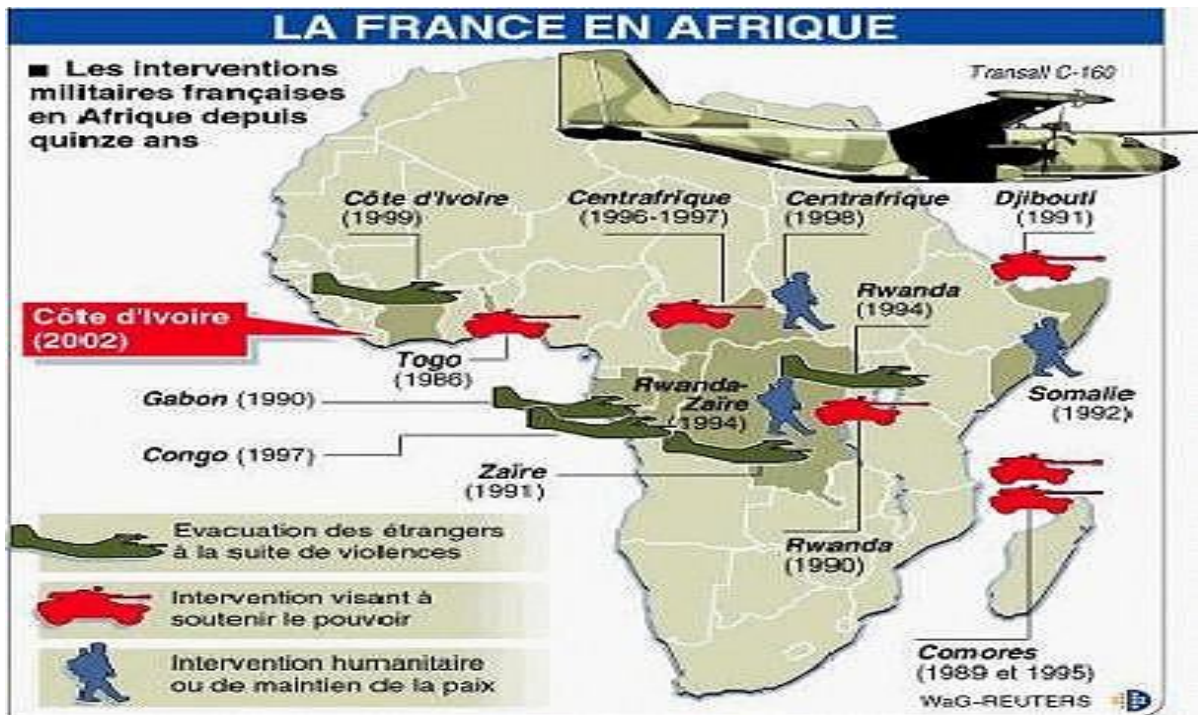 LA FRANCE EN AFRIQUE
■ Les interventions
militaires françaises
en Afrique depuis
quinze ans
Transall C-160
Côte d'Ivoire
(1999)
Centrafrique
(1996-1997)
Centrafrique
(1998)
Djibouti
(1991)
Rwanda
(1994)
Côte d'Ivoire
(2002)
Togo
(1986)
Gabon (1990)
Rwanda-
Zaïre
(1994)
Somalie
(1992)
Congo (1997)
Zaïre
(1991)
Rwanda
(1990)
Comores
(1989 et 1995)
Evacuation des étrangers
à la suite de violences
Intervention visant à
soutenir le pouvoir
Intervention humanitaire
ou de maintien de la paix
WaG-REUTERS